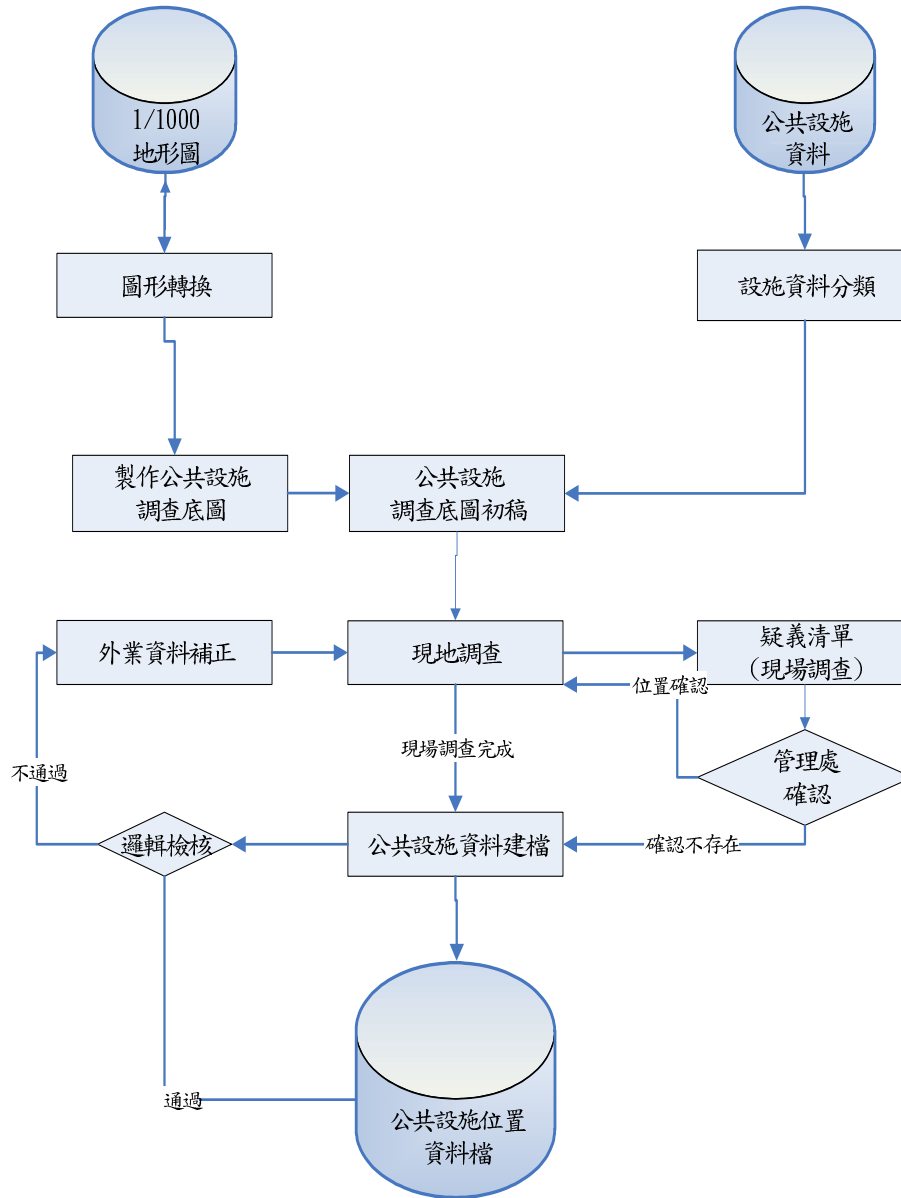 1/1000
地形圖
公共設施
資料
圖形轉換
設施資料分類
製作公共設施
調查底圖
公共設施
調查底圖初稿
外業資料補正
現地調查
疑義清單
(現場調查)
位置確認
不通過
現場調查完成
管理處
確認
邏輯檢核
公共設施資料建檔
確認不存在
通過
公共設施位置
資料檔